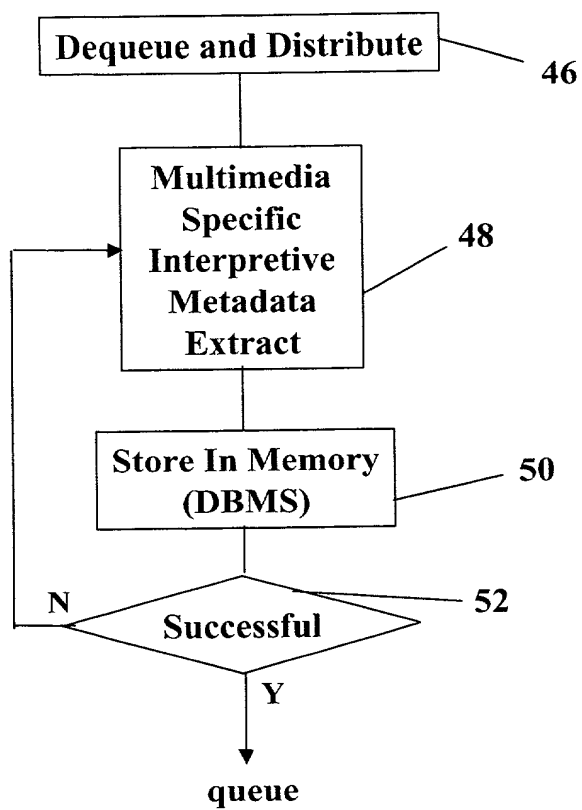 Dequeue and Distribute
46
Multimedia
Specific
Interpretive
Metadata
Extract
48
Store In Memory
(DBMS)
50
52
N
Successful
Y
queue